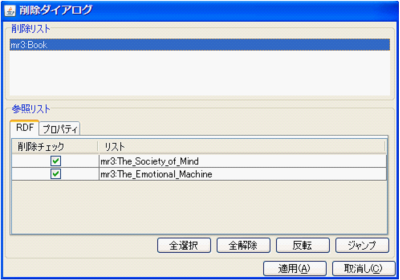 削除ダイアログ
削除リスト
mr3:Book
参照リスト
RDF プロパティ
削除チェック リスト
mr3:The_Society_of_Mind
mr3:The_Emotional_Machine
全選択 全解除 反転 ジャンプ
適用(A) 取消し(C)